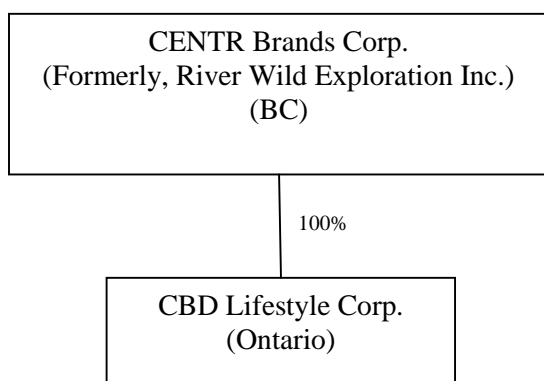 CENTR Brands Corp.
(Formerly, River Wild Exploration Inc.)
(BC)
100%
CBD Lifestyle Corp.
(Ontario)